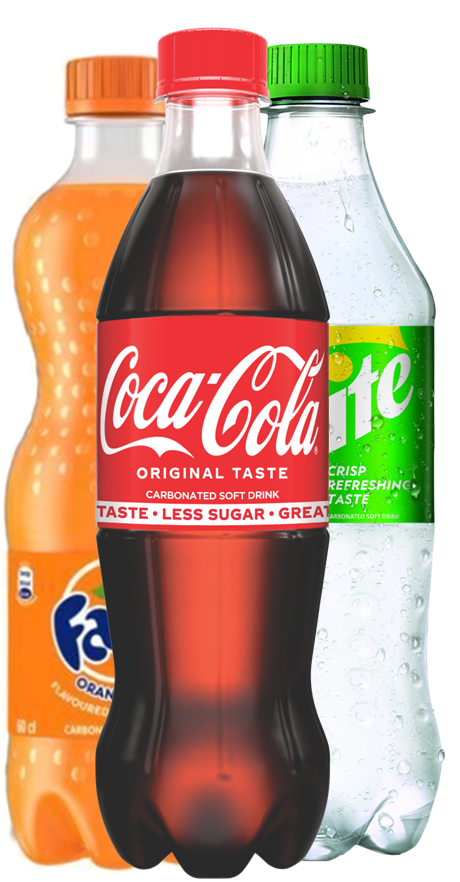 Coca-Cola
ORIGINAL TASTE
CARBONATED SOFT DRINK
TASTE • LESS SUGAR • GREAT
Fa
ORAN
FLAVOURED
CARBON
ite
CRISP
REFRESHING
TASTE
CARBONATED SOFT DRINK